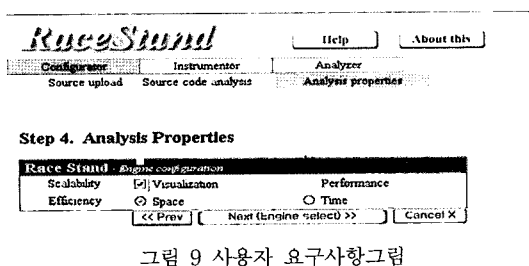 RaceStand
Help About this
Configurator Instrumentor Analyzer
Source upload Source code analysis Analysis properties
Step 4. Analysis Properties
Race Stand - Engine configuration
Scalability Visualization Performance
Efficiency Space Time
<< Prev Next (Engine select) >> Cancel X
그림 9 사용자 요구사항그림